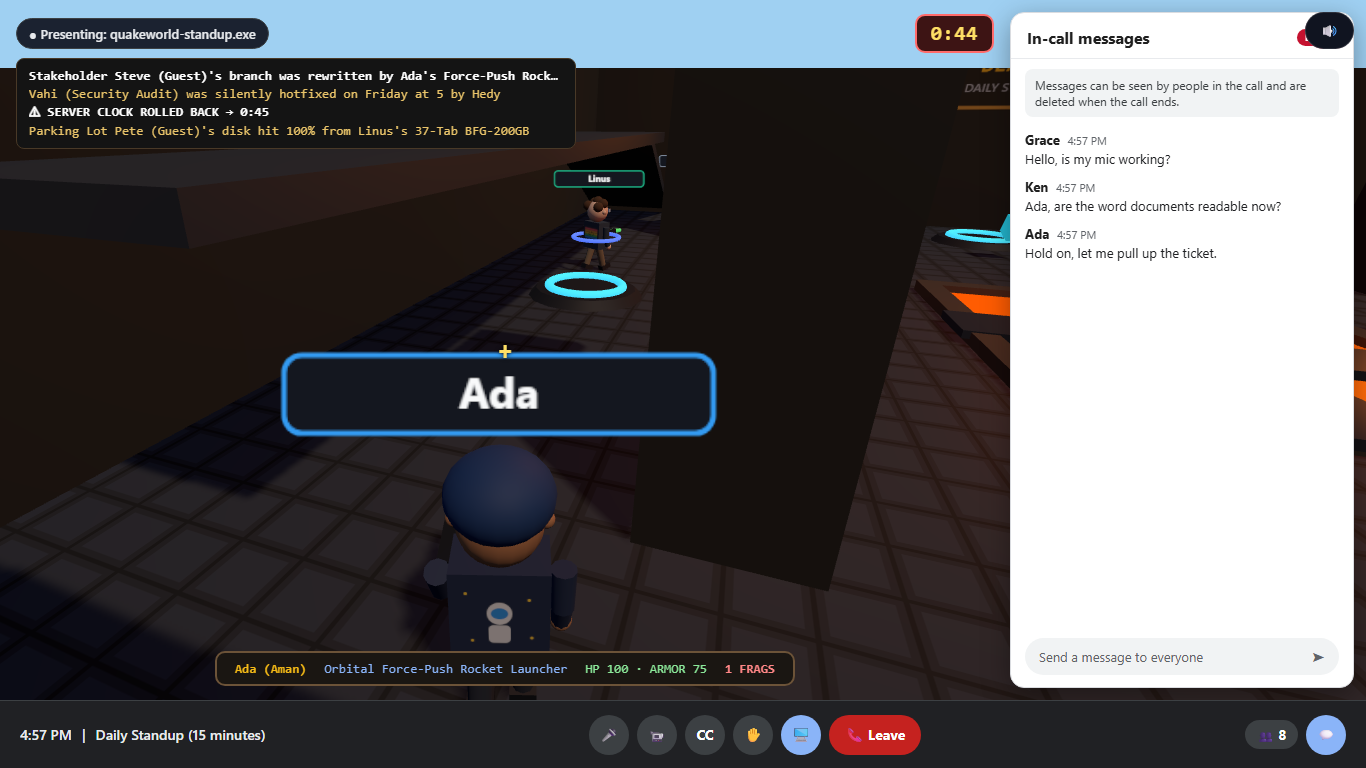 Presenting: quakeworld-standup.exe
0:44
Stakeholder Steve (Guest)'s branch was rewritten by Ada's Force-Push Rock…
Vahi (Security Audit) was silently hotfixed on Friday at 5 by Hedy
⚠ SERVER CLOCK ROLLED BACK → 0:45
Parking Lot Pete (Guest)'s disk hit 100% from Linus's 37-Tab BFG-200GB
DAILY S
Linus
Ada
Ada (Aman) Orbital Force-Push Rocket Launcher HP 100 · ARMOR 75 1 FRAGS
In-call messages
Messages can be seen by people in the call and are
deleted when the call ends.
Grace 4:57 PM
Hello, is my mic working?
Ken 4:57 PM
Ada, are the word documents readable now?
Ada 4:57 PM
Hold on, let me pull up the ticket.
Send a message to everyone
4:57 PM | Daily Standup (15 minutes)
CC
Leave
8